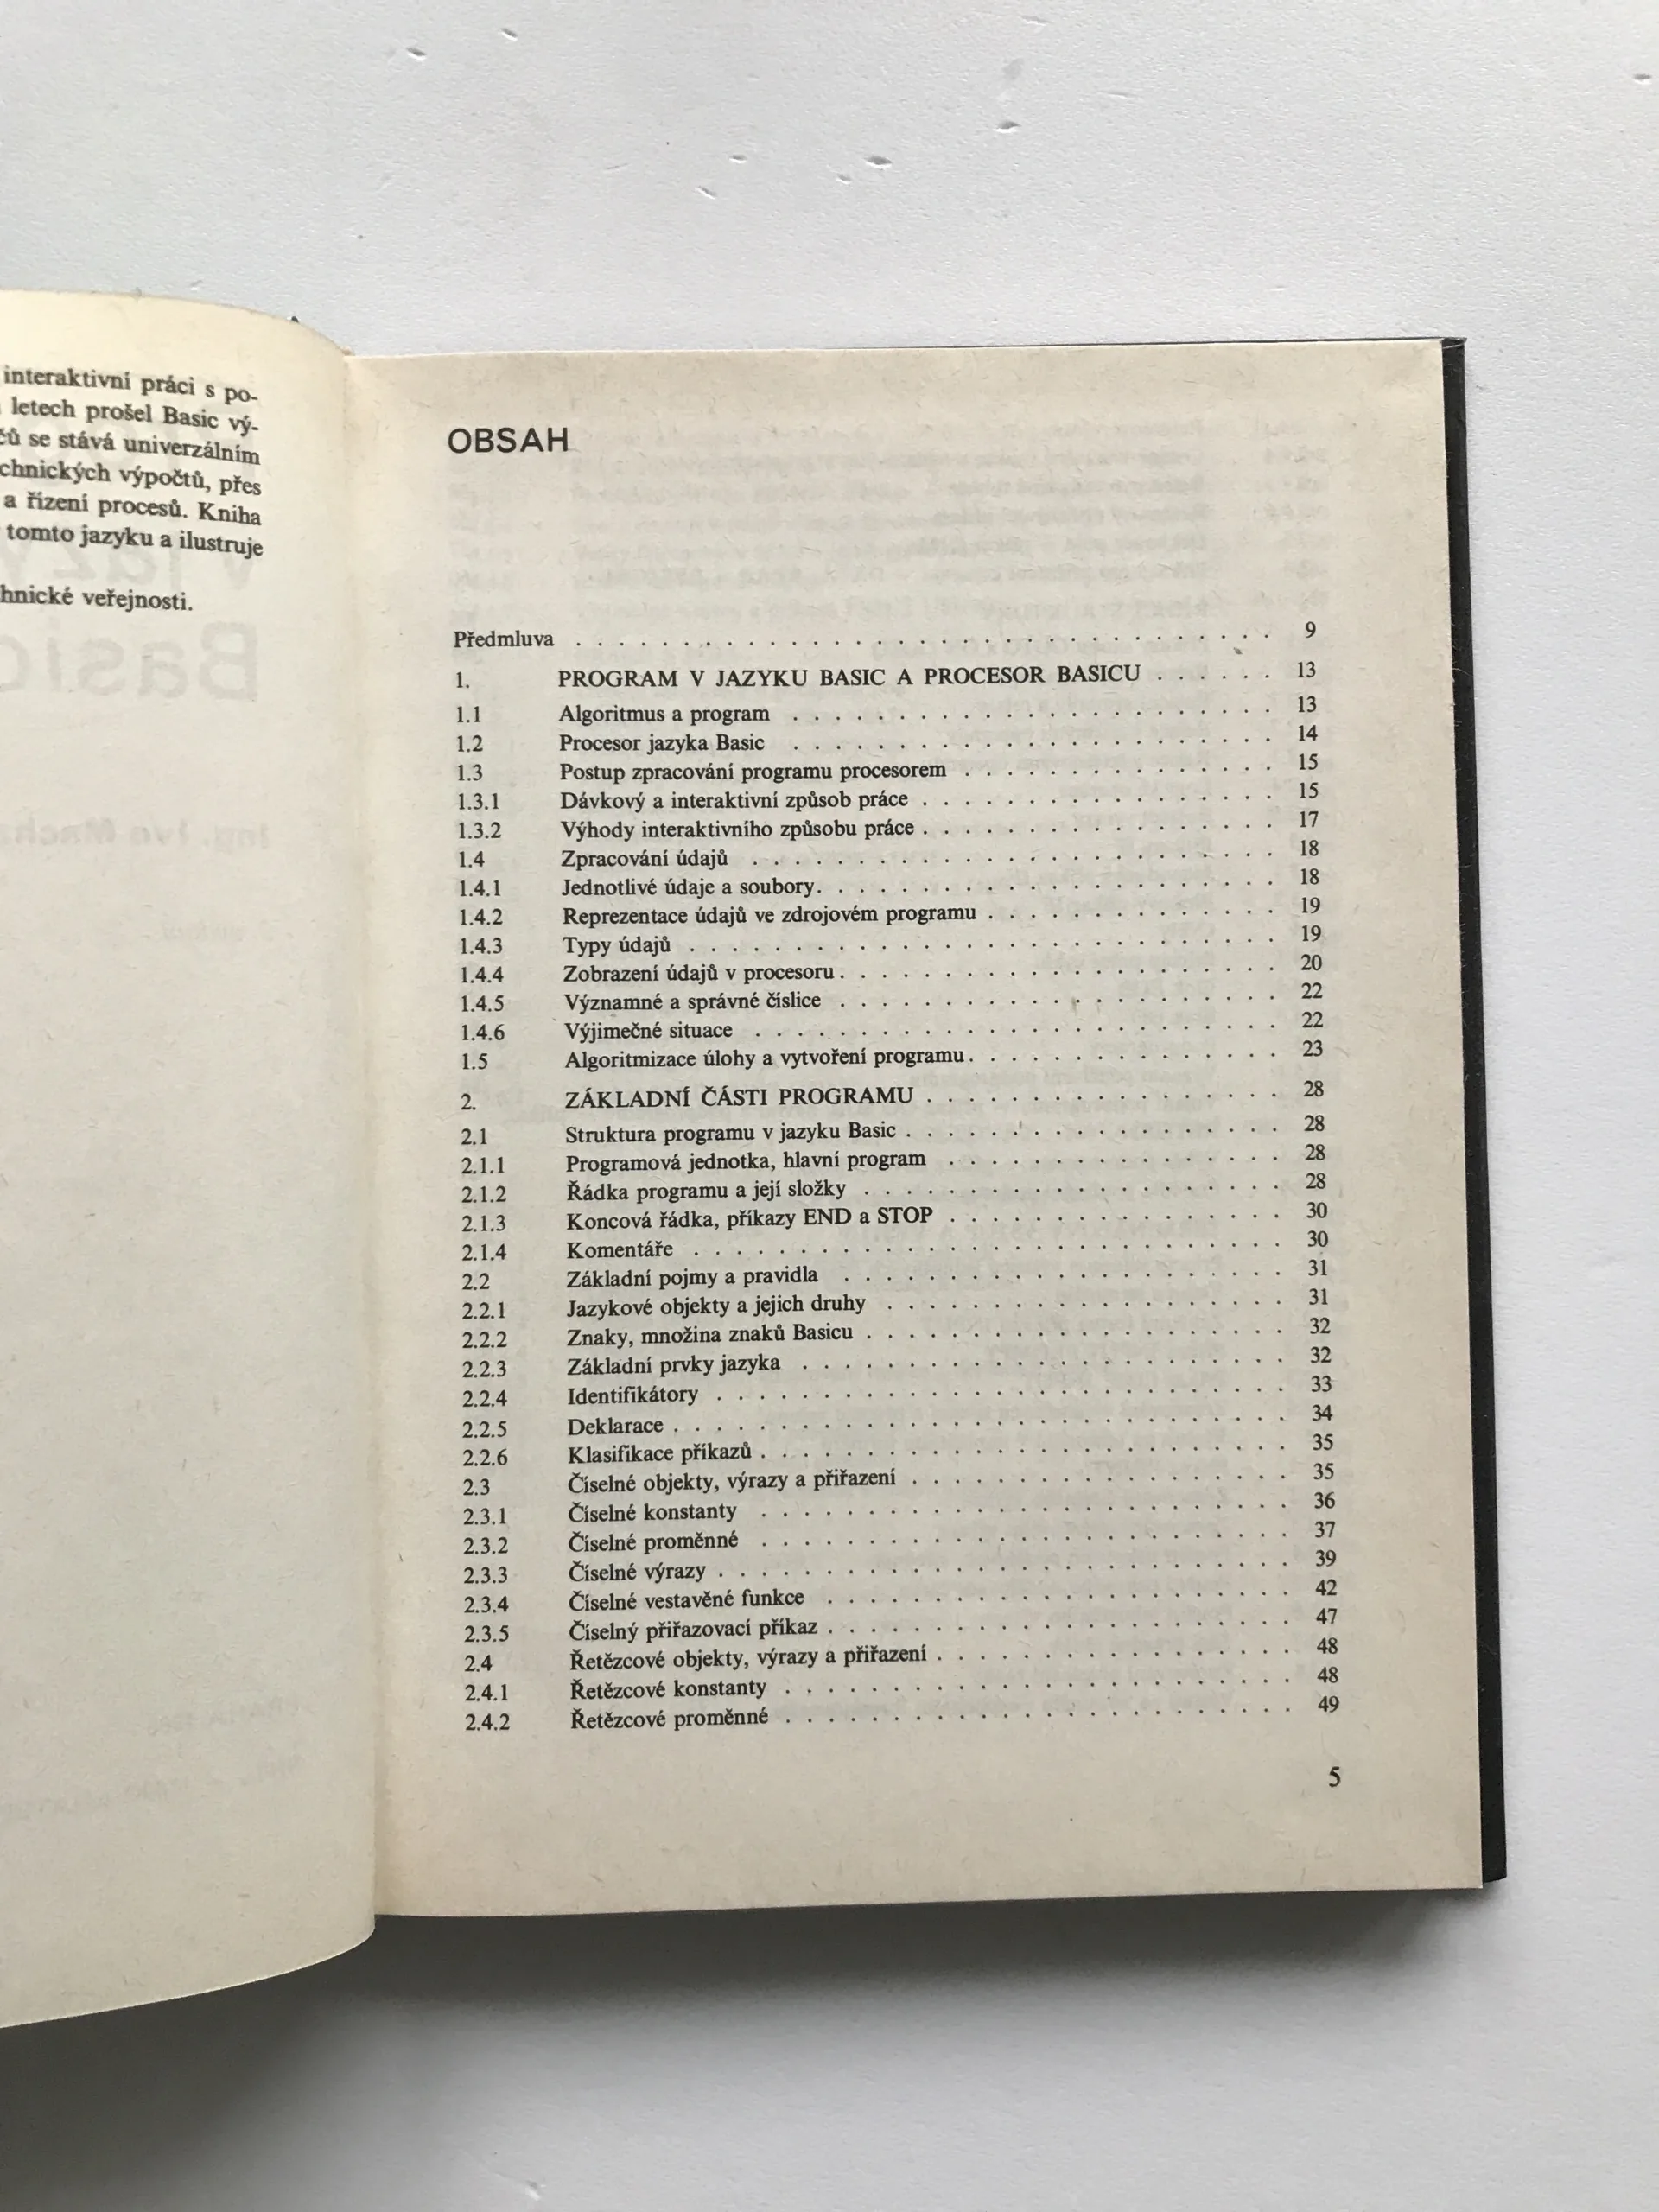 interaktivní práci s po-
letech prošel Basic vý-
čů se stává univerzálním
chnických výpočtů, přes
a řízení procesů. Kniha
tomto jazyku a ilustruje
hnické veřejnosti.
OBSAH
Předmluva . . . . . . . . . . 9
1. PROGRAM V JAZYKU BASIC A PROCESOR BASICU . . . . . . 13
1.1 Algoritmus a program . . . . . . . . . . 13
1.2 Procesor jazyka Basic . . . . . . . . . . 14
1.3 Postup zpracování programu procesorem . . . . . . . . . . 15
1.3.1 Dávkový a interaktivní způsob práce . . . . . . . . . . 15
1.3.2 Výhody interaktivního způsobu práce . . . . . . . . . . 17
1.4 Zpracování údajů . . . . . . . . . . 18
1.4.1 Jednotlivé údaje a soubory . . . . . . . . . . 18
1.4.2 Reprezentace údajů ve zdrojovém programu . . . . . . . . . . 19
1.4.3 Typy údajů . . . . . . . . . . 19
1.4.4 Zobrazení údajů v procesoru . . . . . . . . . . 20
1.4.5 Významné a správné číslice . . . . . . . . . . 22
1.4.6 Výjimečné situace . . . . . . . . . . 22
1.5 Algoritmizace úlohy a vytvoření programu . . . . . . . . . . 23
2. ZÁKLADNÍ ČÁSTI PROGRAMU . . . . . . . . . . 28
2.1 Struktura programu v jazyku Basic . . . . . . . . . . 28
2.1.1 Programová jednotka, hlavní program . . . . . . . . . . 28
2.1.2 Řádka programu a její složky . . . . . . . . . . 28
2.1.3 Koncová řádka, příkazy END a STOP . . . . . . . . . . 30
2.1.4 Komentáře . . . . . . . . . . 30
2.2 Základní pojmy a pravidla . . . . . . . . . . 31
2.2.1 Jazykové objekty a jejich druhy . . . . . . . . . . 31
2.2.2 Znaky, množina znaků Basicu . . . . . . . . . . 32
2.2.3 Základní prvky jazyka . . . . . . . . . . 32
2.2.4 Identifikátory . . . . . . . . . . 33
2.2.5 Deklarace . . . . . . . . . . 34
2.2.6 Klasifikace příkazů . . . . . . . . . . 35
2.3 Číselné objekty, výrazy a přiřazení . . . . . . . . . . 35
2.3.1 Číselné konstanty . . . . . . . . . . 36
2.3.2 Číselné proměnné . . . . . . . . . . 37
2.3.3 Číselné výrazy . . . . . . . . . . 39
2.3.4 Číselné vestavěné funkce . . . . . . . . . . 42
2.3.5 Číselný přiřazovací příkaz . . . . . . . . . . 47
2.4 Řetězcové objekty, výrazy a přiřazení . . . . . . . . . . 48
2.4.1 Řetězcové konstanty . . . . . . . . . . 48
2.4.2 Řetězcové proměnné . . . . . . . . . . 49
5